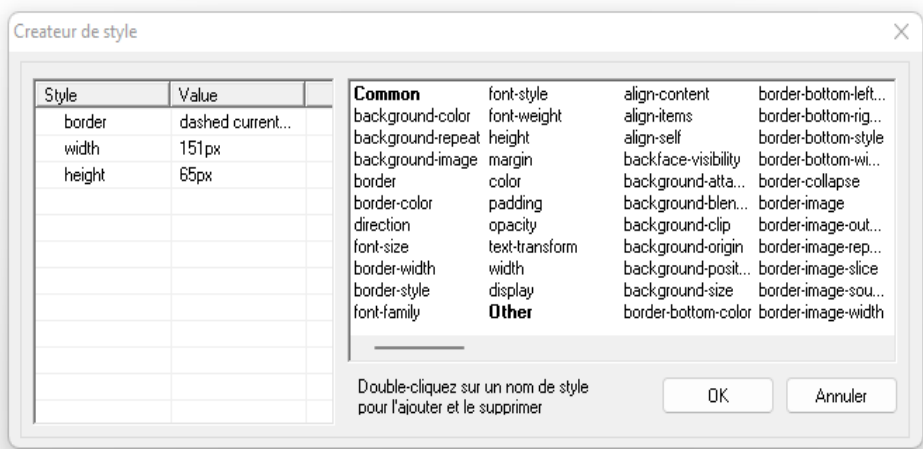 Createur de style
Style Value
border dashed current...
width 151px
height 65px
Common font-style align-content border-bottom-left...
background-color font-weight align-items border-bottom-rig...
background-repeat height align-self border-bottom-style
background-image margin backface-visibility border-bottom-wi...
border color background-atta... border-collapse
border-color padding background-blen... border-image
direction opacity background-clip border-image-out...
font-size text-transform background-origin border-image-rep...
border-width width background-posit... border-image-slice
border-style display background-size border-image-sou...
font-family Other border-bottom-color border-image-width
Double-cliquez sur un nom de style
pour l'ajouter et le supprimer
OK Annuler